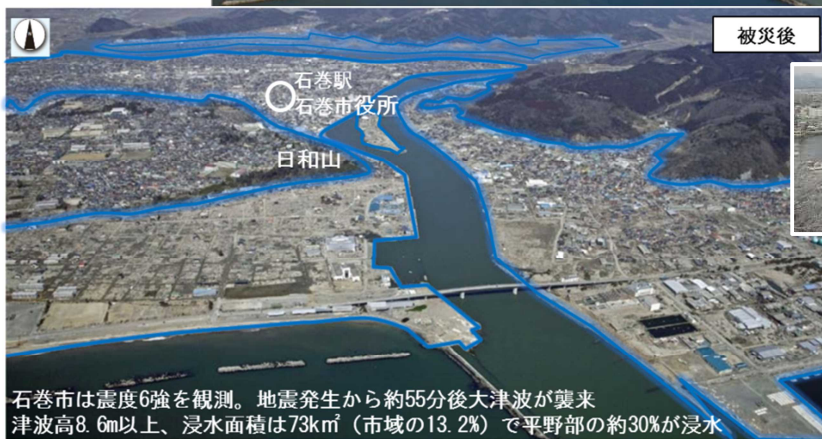 被災後
石巻駅
石巻市役所
日和山
石巻市は震度6強を観測。地震発生から約55分後大津波が襲来
津波高8.6m以上、浸水面積は73k㎡（市域の13.2%）で平野部の約30%が浸水